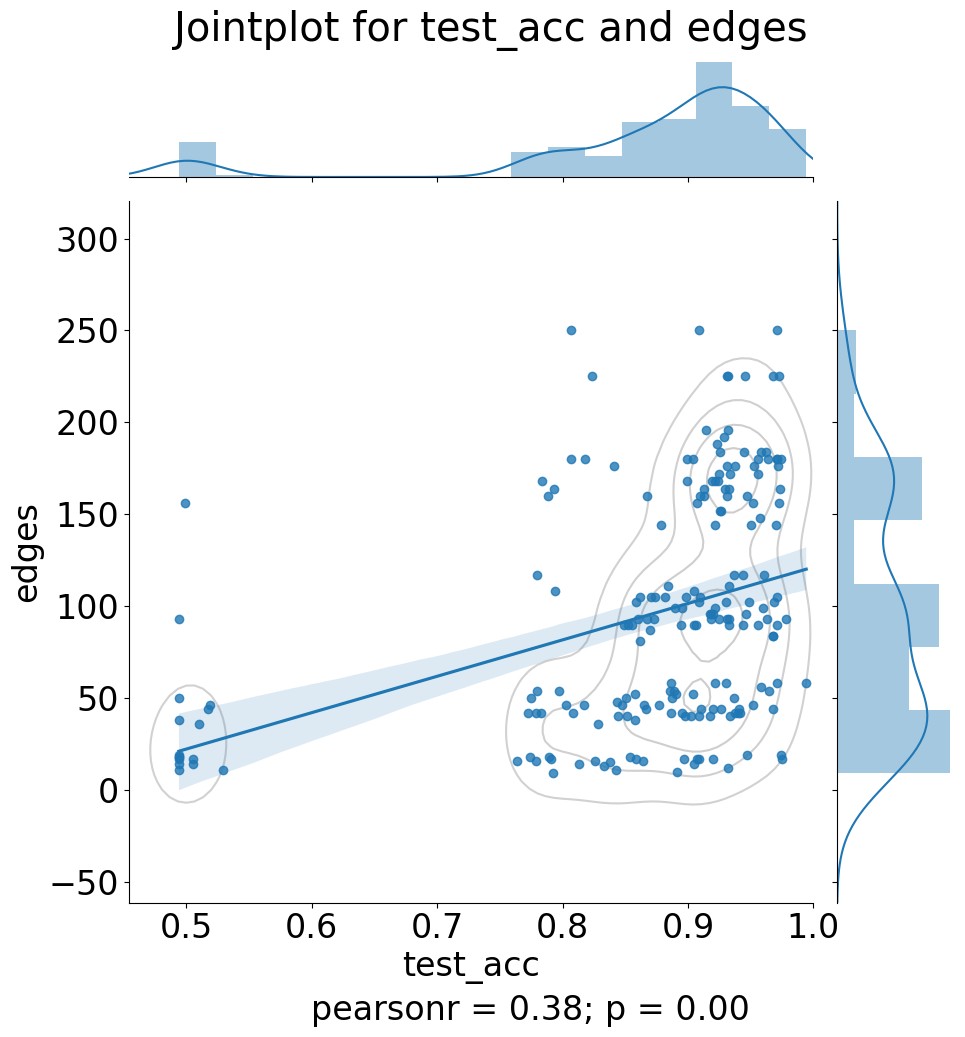 Jointplot for test_acc and edges
300
250
200
150
100
50
0
−50
edges
0.5 0.6 0.7 0.8 0.9 1.0
test_acc
pearsonr = 0.38; p = 0.00